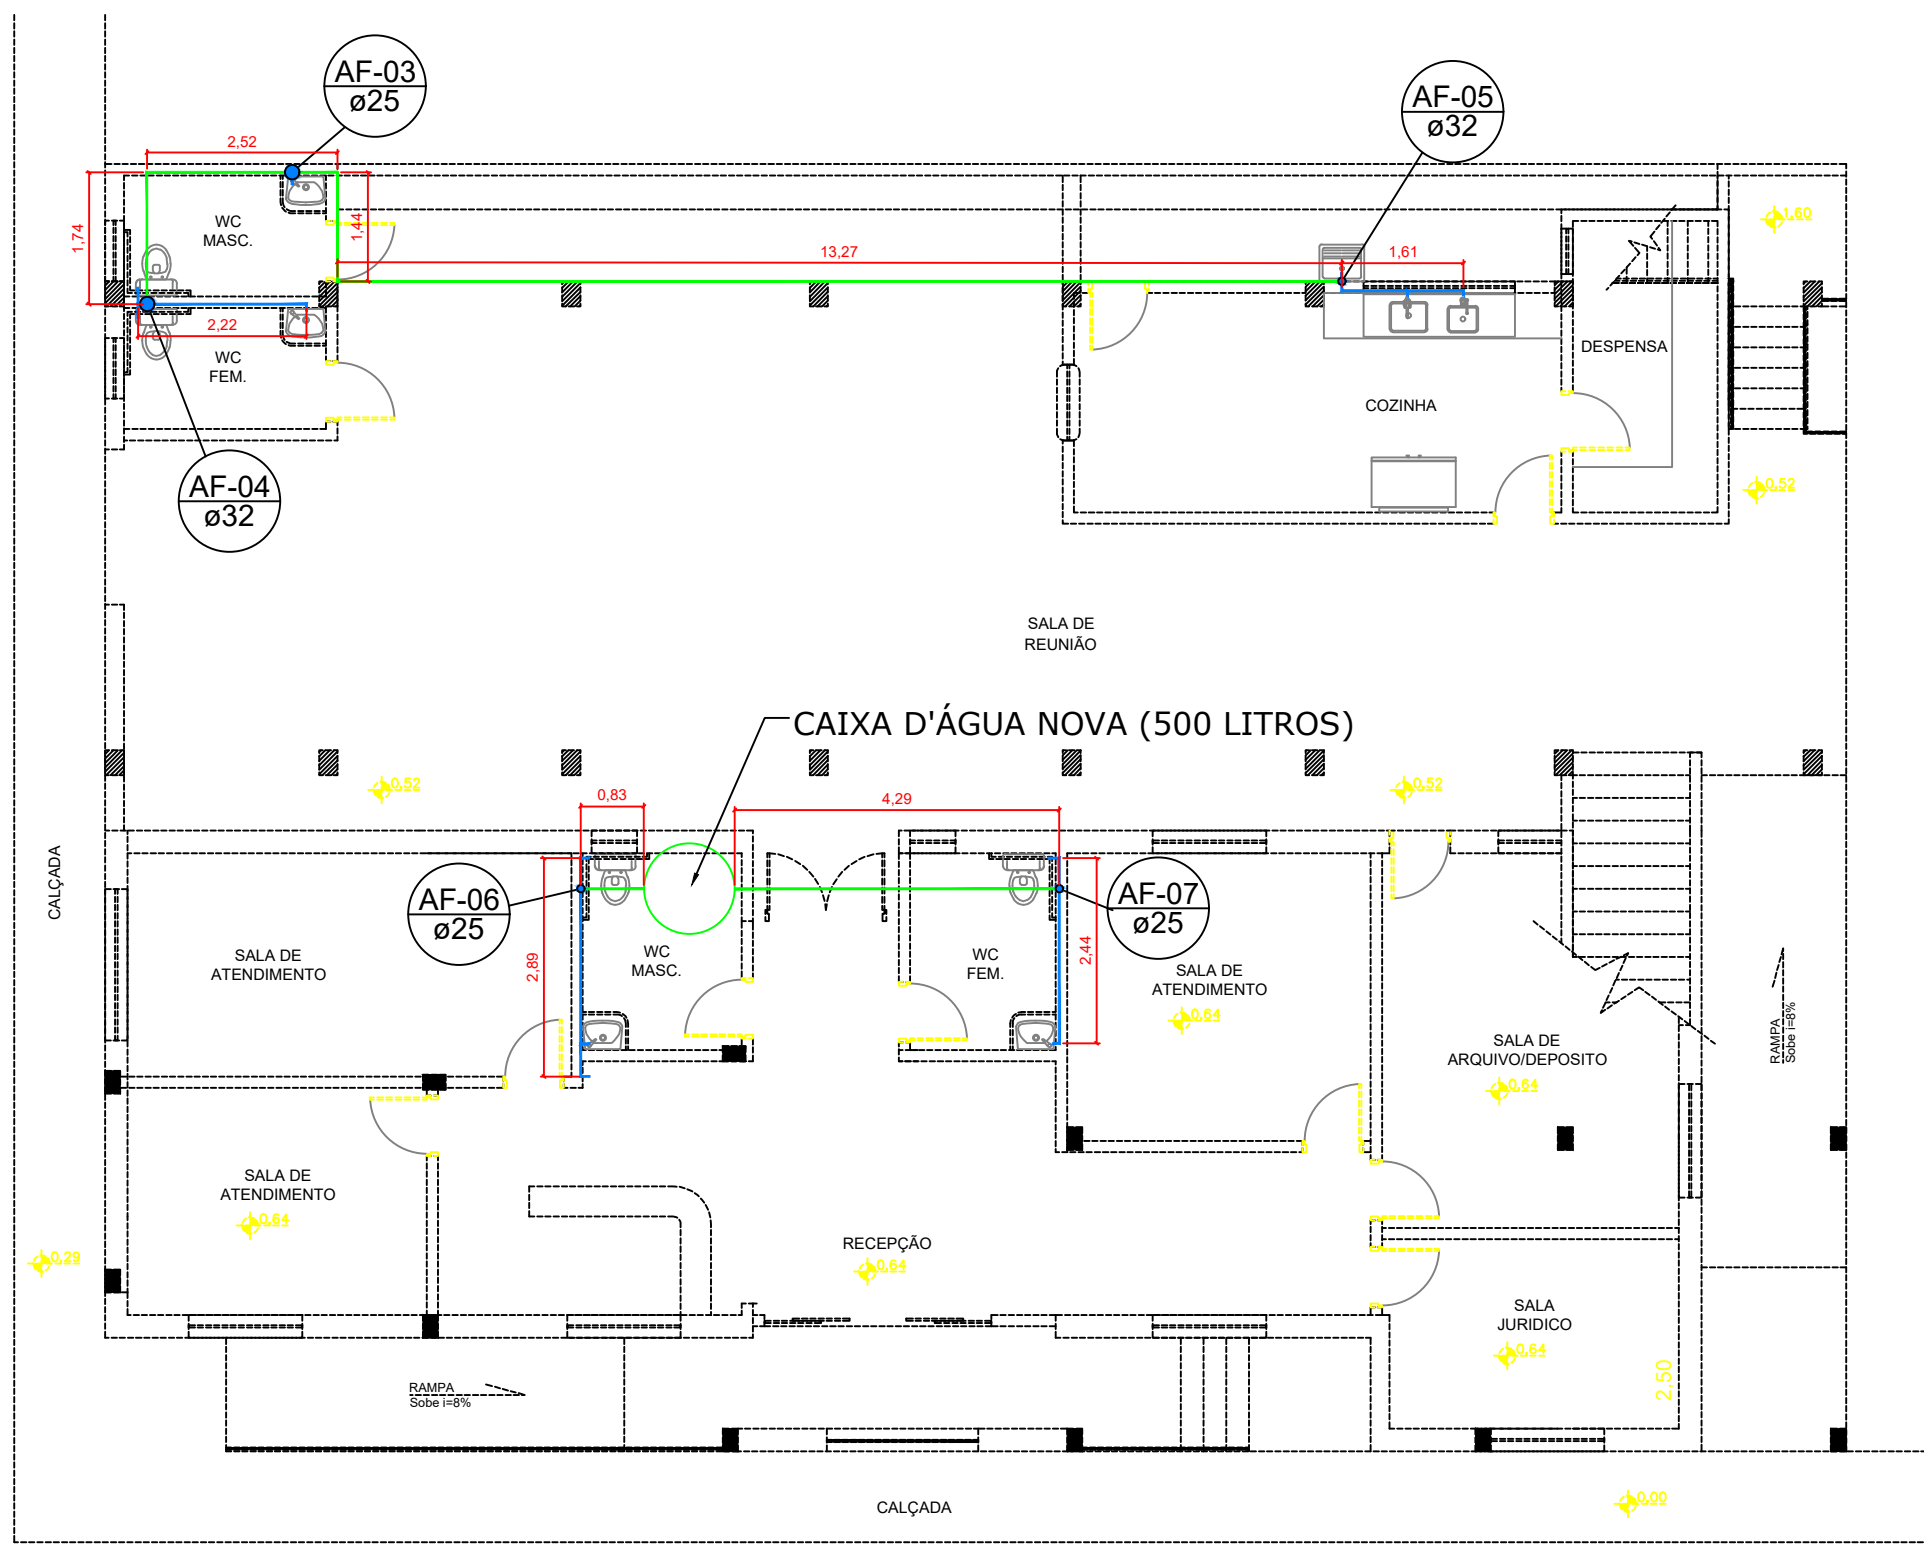 AF-03
ø25
AF-05
ø32
2,52
1,74
1,44
WC
MASC.
13,27
1,61
1,60
2,22
WC
FEM.
DESPENSA
COZINHA
AF-04
ø32
0,52
SALA DE
REUNIÃO
CAIXA D'ÁGUA NOVA (500 LITROS)
0,52
0,83
4,29
0,52
CALÇADA
AF-06
ø25
AF-07
ø25
SALA DE
ATENDIMENTO
2,89
WC
MASC.
WC
FEM.
2,44
SALA DE
ATENDIMENTO
0,64
SALA DE
ARQUIVO/DEPOSITO
0,64
RAMPA
Sobe i=8%
SALA DE
ATENDIMENTO
0,64
0,29
RECEPÇÃO
0,64
SALA
JURIDICO
0,64
2,50
RAMPA
Sobe i=8%
CALÇADA
0,00